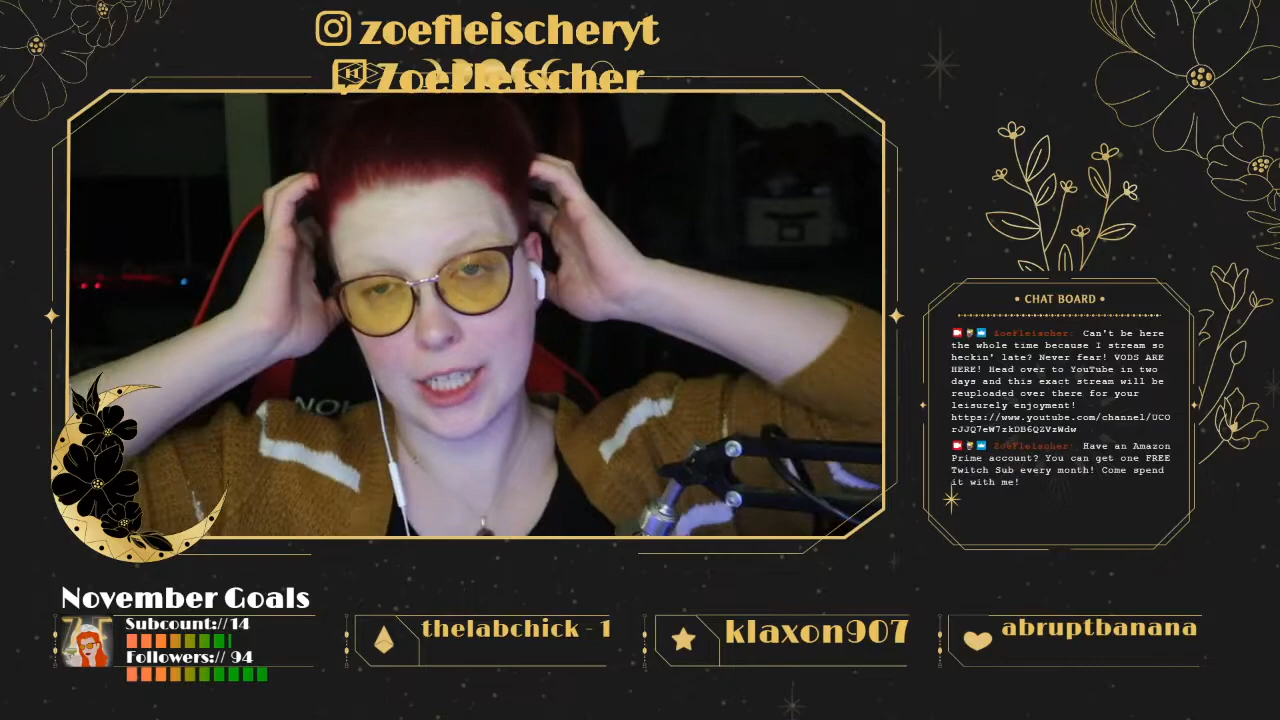 zoefleischeryt
ZoeFleischer
• CHAT BOARD •
ZoeFleischer: Can't be here
the whole time because I stream so
heckin' late? Never fear! VODS ARE
HERE! Head over to YouTube in two
days and this exact stream will be
reuploaded over there for your
leisurely enjoyment!
https://www.youtube.com/channel/UCO
rJJQ7eW7zkDB6QZVzWdw
ZoeFleischer: Have an Amazon
Prime account? You can get one FREE
Twitch Sub every month! Come spend
it with me!
November Goals
Subcount://14
Followers:// 94
thelabchick - 1
klaxon907
abruptbanana